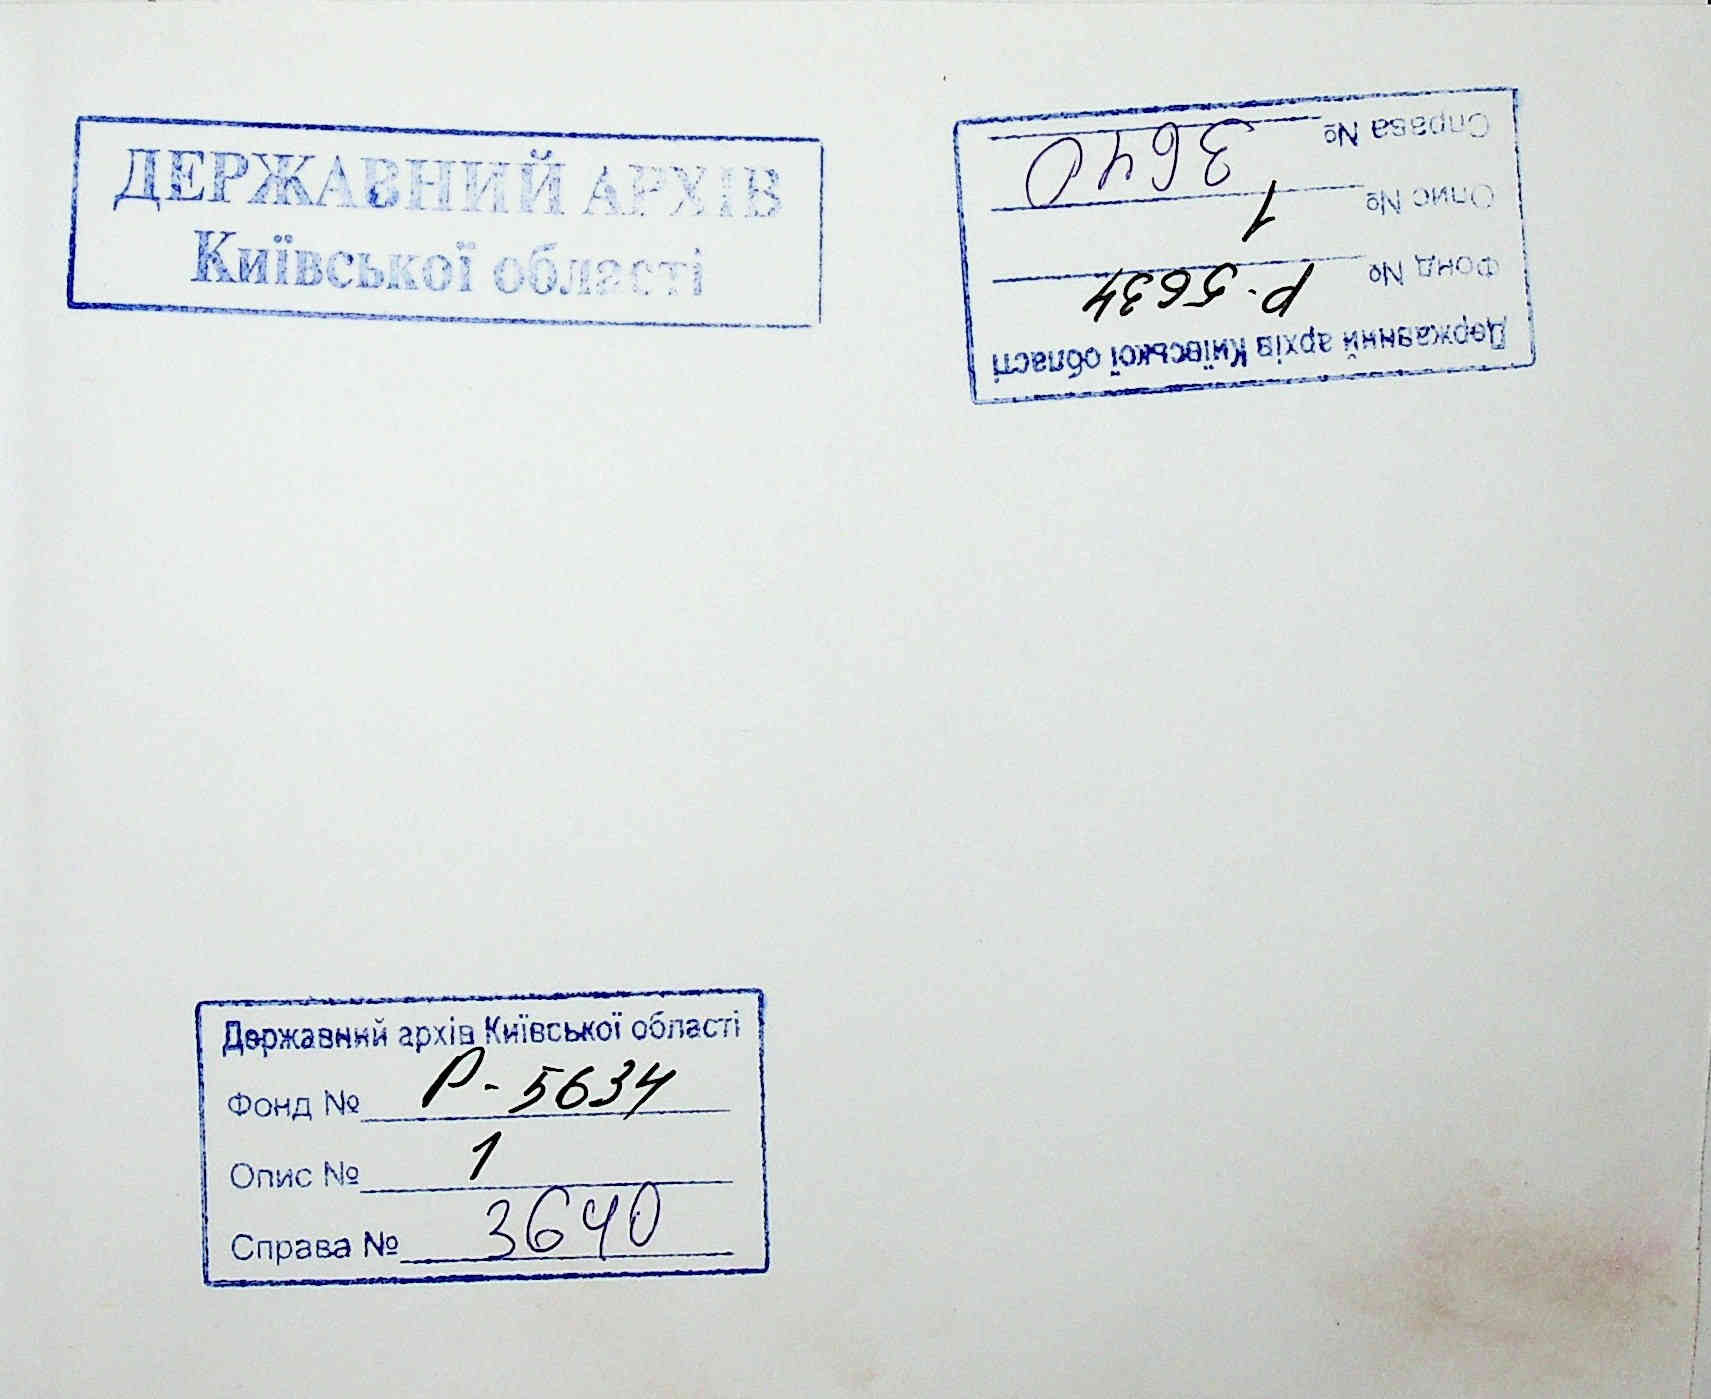 ДЕРЖАВНИЙ АРХІВ
Київської області
Державний архів Київської області
Фонд № Р-5634
Опис № 1
Справа № 3640
Державний архів Київської області
Фонд № Р-5634
Опис № 1
Справа № 3640